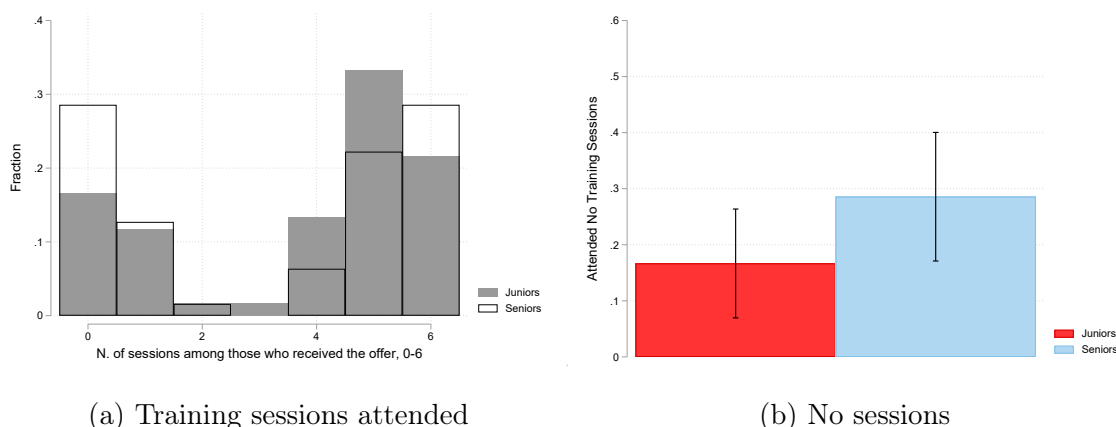 .4
.3
.2
.1
0
Fraction
0 2 4 6
N. of sessions among those who received the offer, 0-6
Juniors
Seniors
(a) Training sessions attended
.6
.5
.4
.3
.2
.1
0
Attended No Training Sessions
Juniors
Seniors
(b) No sessions